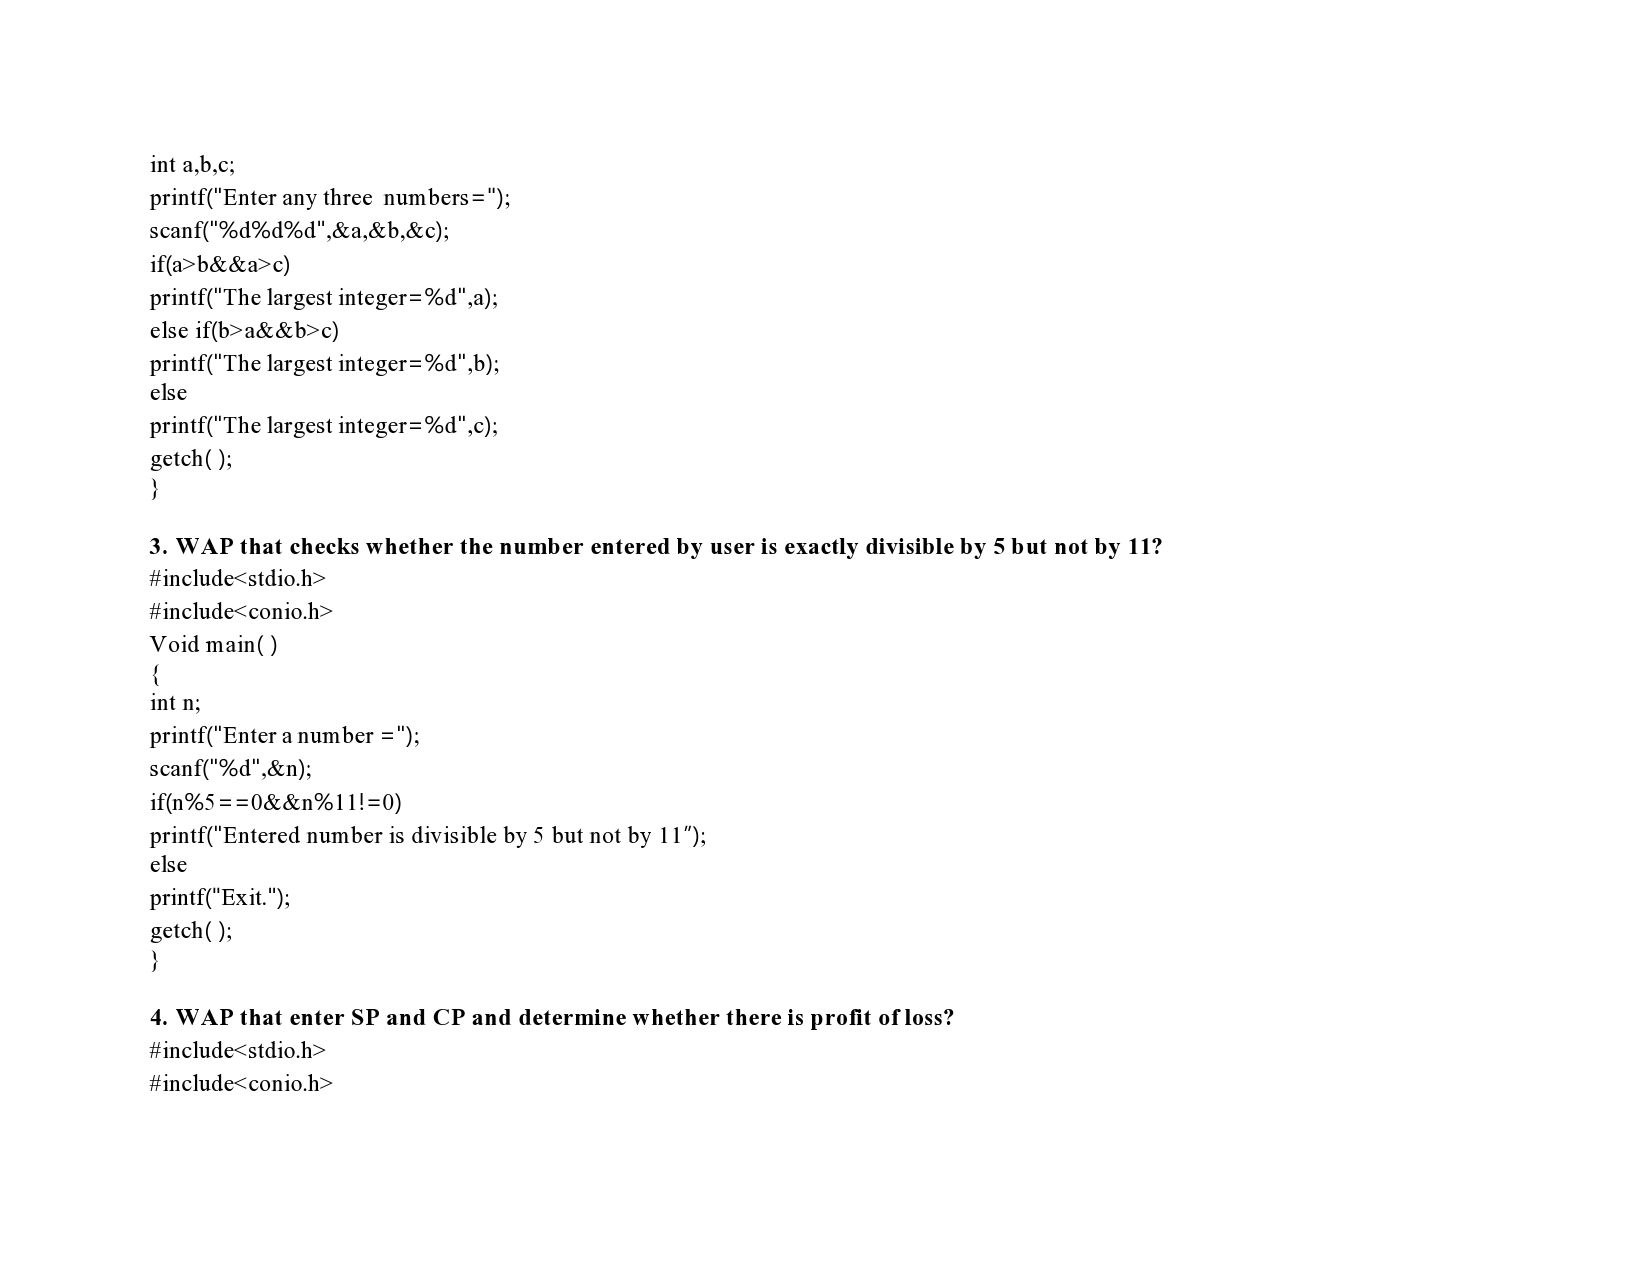 int a,b,c;
printf("Enter any three  numbers=");
scanf("%d%d%d",&a,&b,&c);
if(a>b&&a>c)
printf("The largest integer=%d",a);
else if(b>a&&b>c)
printf("The largest integer=%d",b);
else
printf("The largest integer=%d",c);
getch( );
}
3. WAP that checks whether the number entered by user is exactly divisible by 5 but not by 11?
#include<stdio.h>
#include<conio.h>
Void main( )
{
int n;
printf("Enter a number =");
scanf("%d",&n);
if(n%5==0&&n%11!=0)
printf("Entered number is divisible by 5 but not by 11″);
else
printf("Exit.");
getch( );
}
4. WAP that enter SP and CP and determine whether there is profit of loss?
#include<stdio.h>
#include<conio.h>